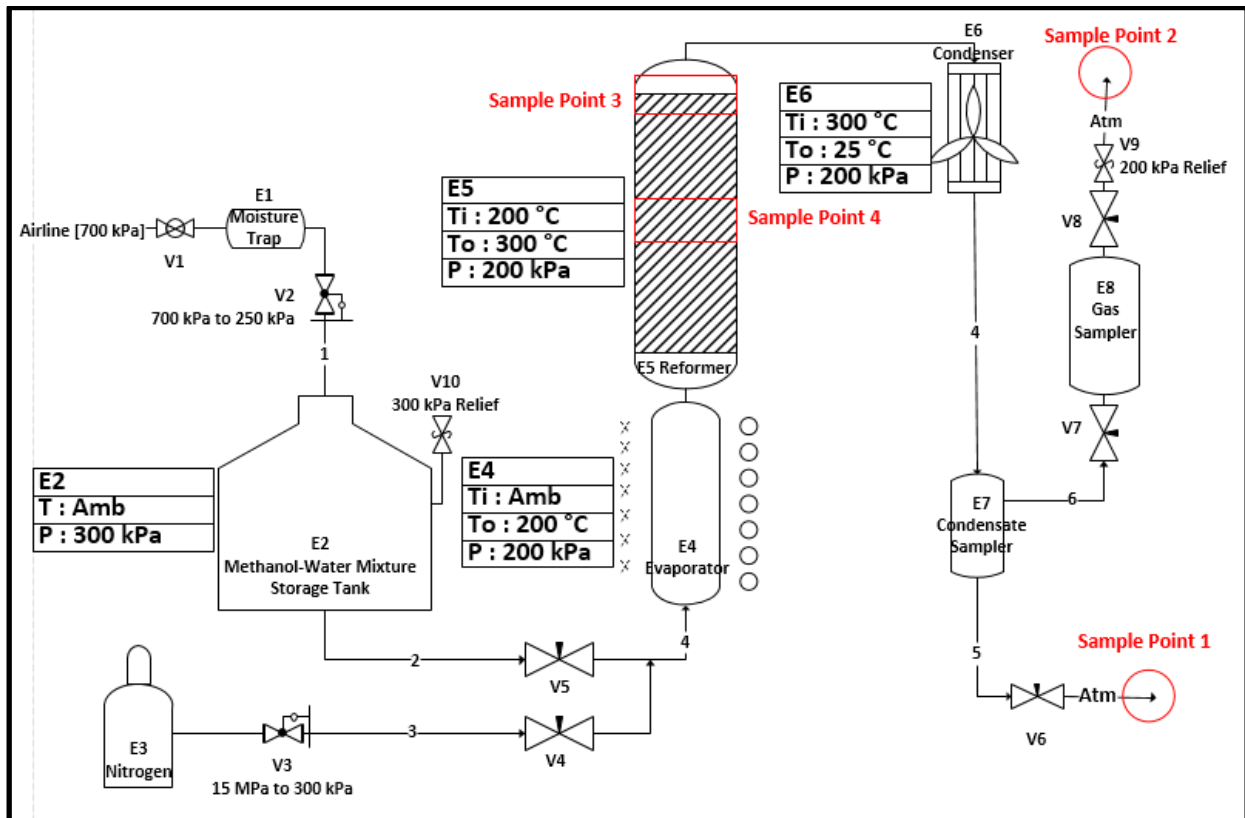 E6
Condenser
Sample Point 2
Sample Point 3
E6
Ti : 300 °C
To : 25 °C
P : 200 kPa
Atm
V9
200 kPa Relief
E5
Ti : 200 °C
To : 300 °C
P : 200 kPa
Sample Point 4
V8
E1
Moisture
Trap
Airline [700 kPa]
V1
V2
700 kPa to 250 kPa
E8
Gas
Sampler
4
1
E5 Reformer
V10
300 kPa Relief
V7
E2
T : Amb
P : 300 kPa
E4
Ti : Amb
To : 200 °C
P : 200 kPa
E7
Condensate
Sampler
6
E2
Methanol-Water Mixture
Storage Tank
E4
Evaporator
4
2
V5
5
Sample Point 1
Atm
V6
E3
Nitrogen
3
V3
15 MPa to 300 kPa
V4